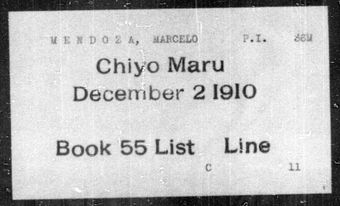 MENDOZA, MARCELO P.I. 36M
Chiyo Maru
December 2 1910
Book 55 List Line
C 11